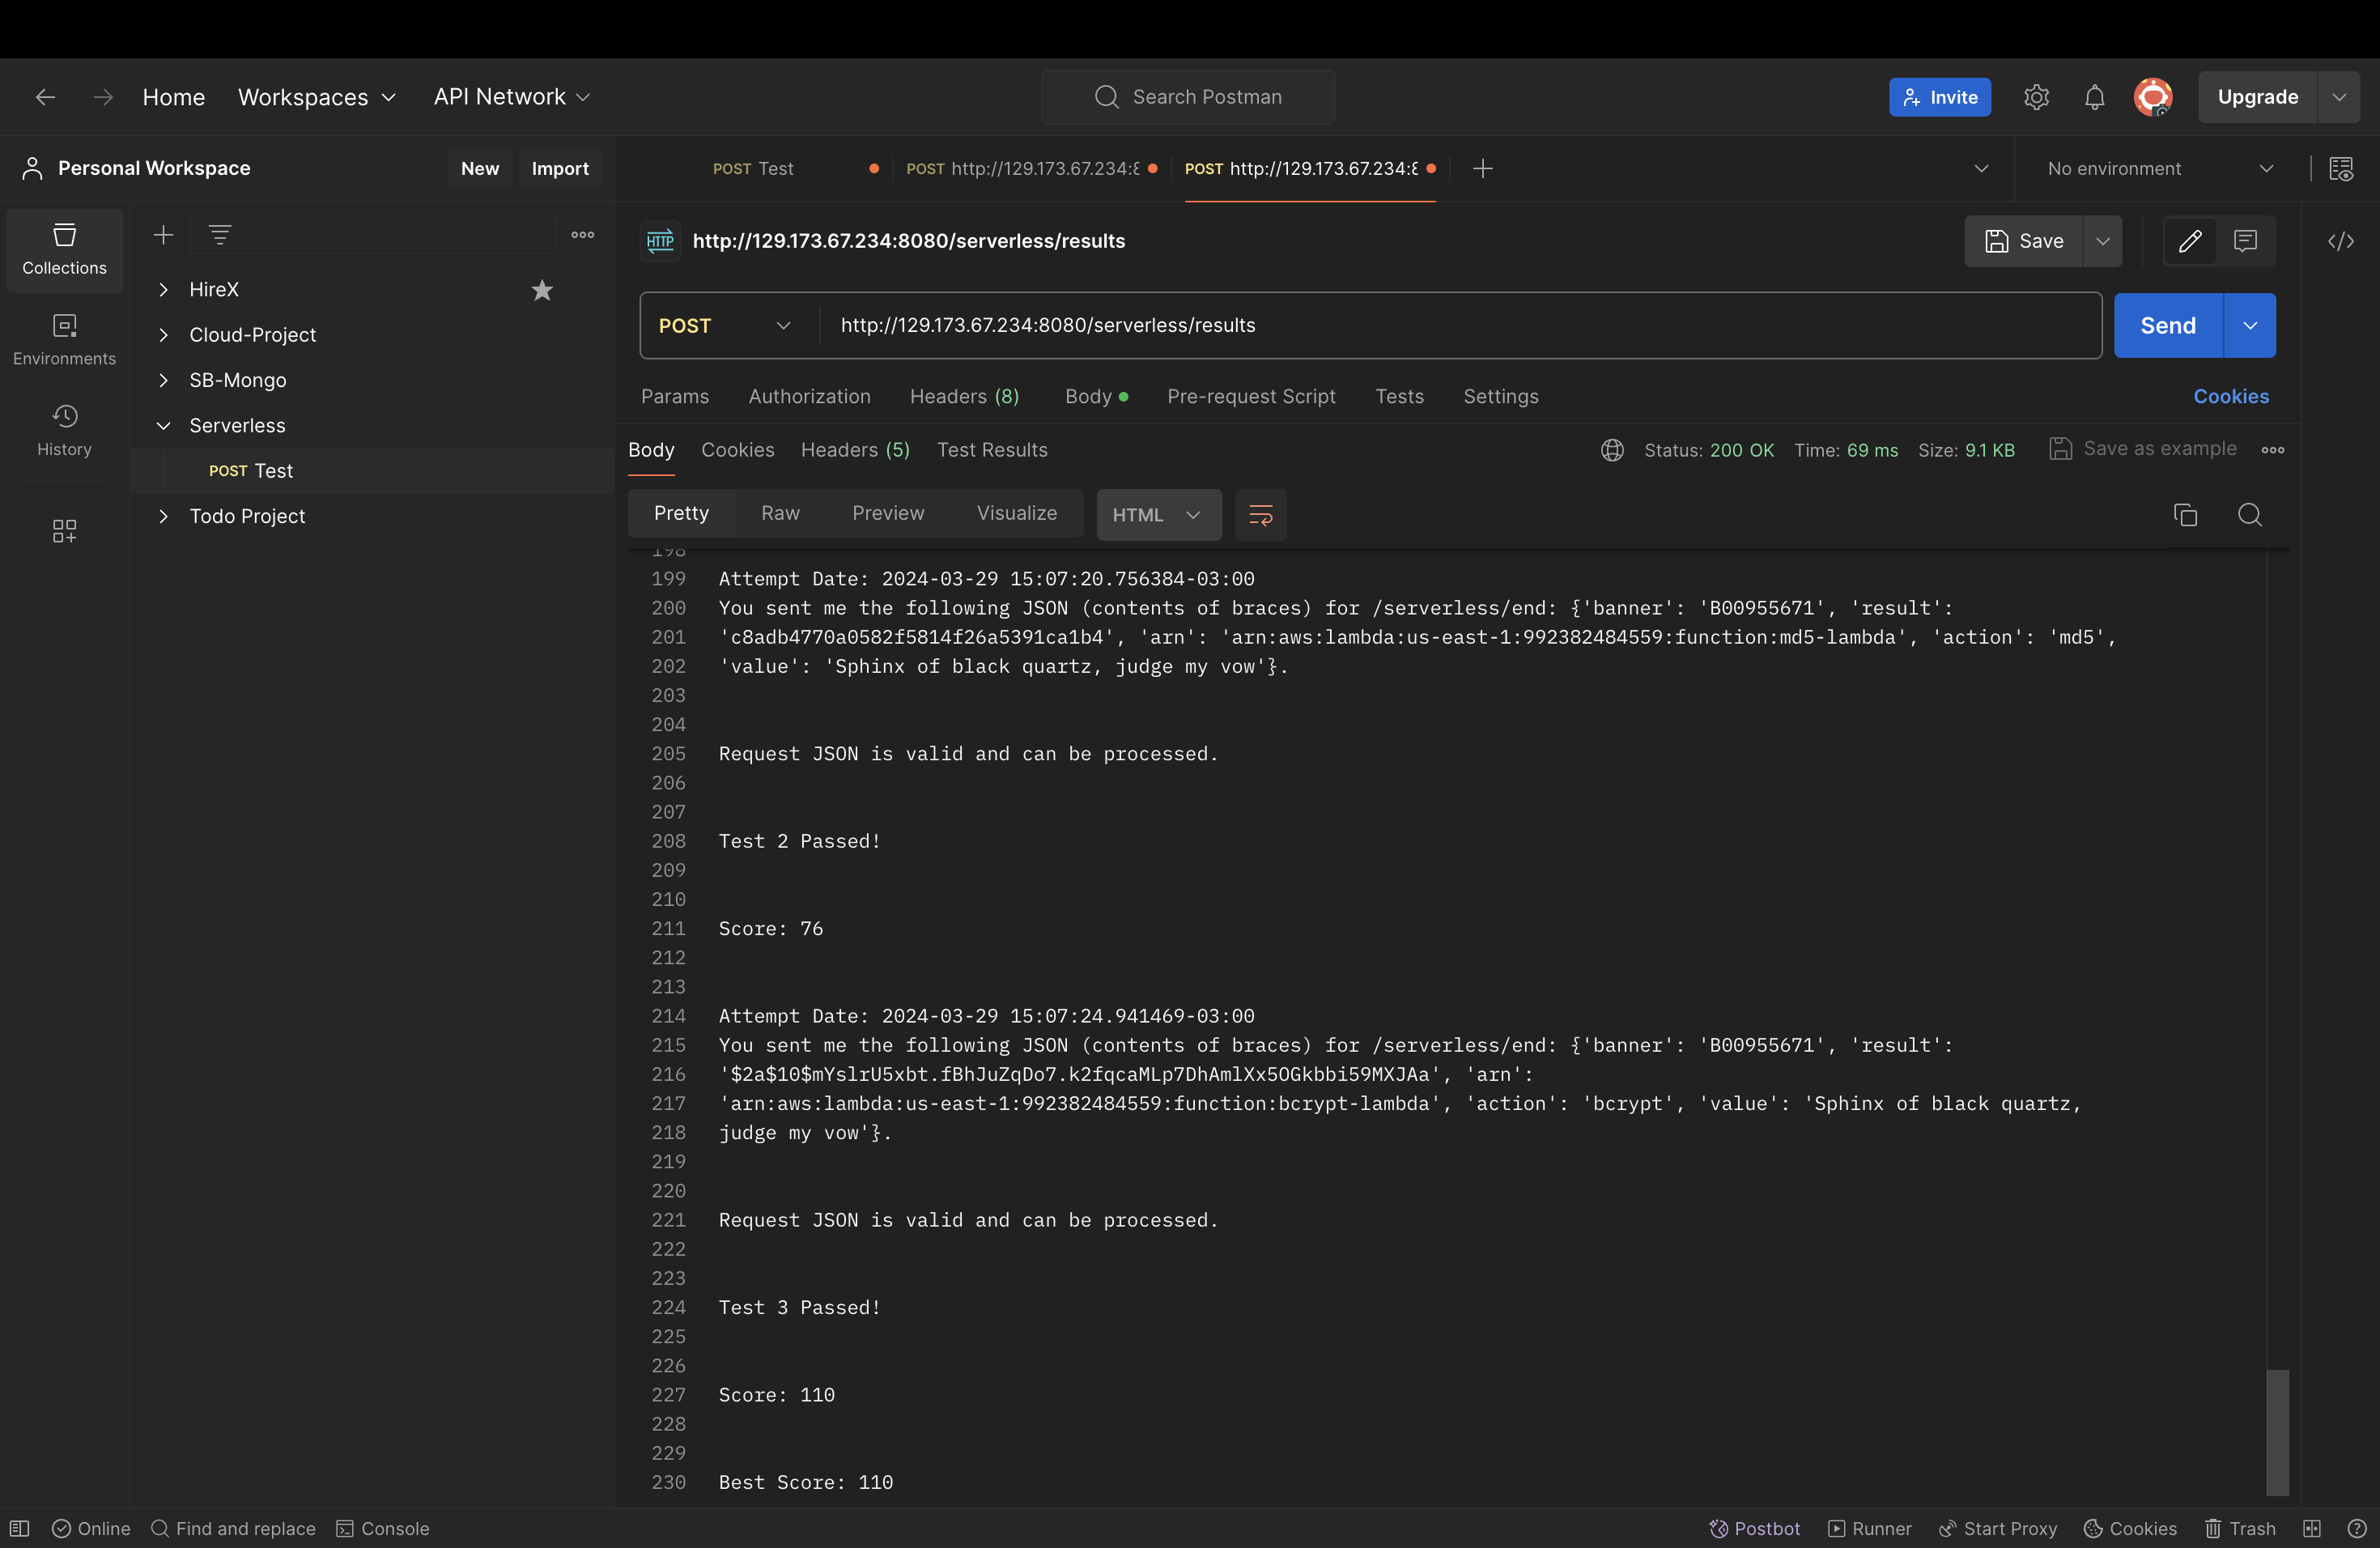 Home Workspaces API Network Search Postman Invite Upgrade
Personal Workspace New Import
POST Test POST http://129.173.67.234:8 POST http://129.173.67.234:8 No environment
Collections
Environments
History
HireX
Cloud-Project
SB-Mongo
Serverless
POST Test
Todo Project
HTTP http://129.173.67.234:8080/serverless/results Save
POST http://129.173.67.234:8080/serverless/results Send
Params Authorization Headers (8) Body Pre-request Script Tests Settings Cookies
Body Cookies Headers (5) Test Results Status: 200 OK Time: 69 ms Size: 9.1 KB Save as example
Pretty Raw Preview Visualize HTML
198
199 Attempt Date: 2024-03-29 15:07:20.756384-03:00
200 You sent me the following JSON (contents of braces) for /serverless/end: {'banner': 'B00955671', 'result':
201 'c8adb4770a0582f5814f26a5391ca1b4', 'arn': 'arn:aws:lambda:us-east-1:992382484559:function:md5-lambda', 'action': 'md5',
202 'value': 'Sphinx of black quartz, judge my vow'}.
203
204
205 Request JSON is valid and can be processed.
206
207
208 Test 2 Passed!
209
210
211 Score: 76
212
213
214 Attempt Date: 2024-03-29 15:07:24.941469-03:00
215 You sent me the following JSON (contents of braces) for /serverless/end: {'banner': 'B00955671', 'result':
216 '$2a$10$mYslrU5xbt.fBhJuZqDo7.k2fqcaMLp7DhAmlXx5OGkbbi59MXJAa', 'arn':
217 'arn:aws:lambda:us-east-1:992382484559:function:bcrypt-lambda', 'action': 'bcrypt', 'value': 'Sphinx of black quartz,
218 judge my vow'}.
219
220
221 Request JSON is valid and can be processed.
222
223
224 Test 3 Passed!
225
226
227 Score: 110
228
229
230 Best Score: 110
Online Find and replace Console Postbot Runner Start Proxy Cookies Trash